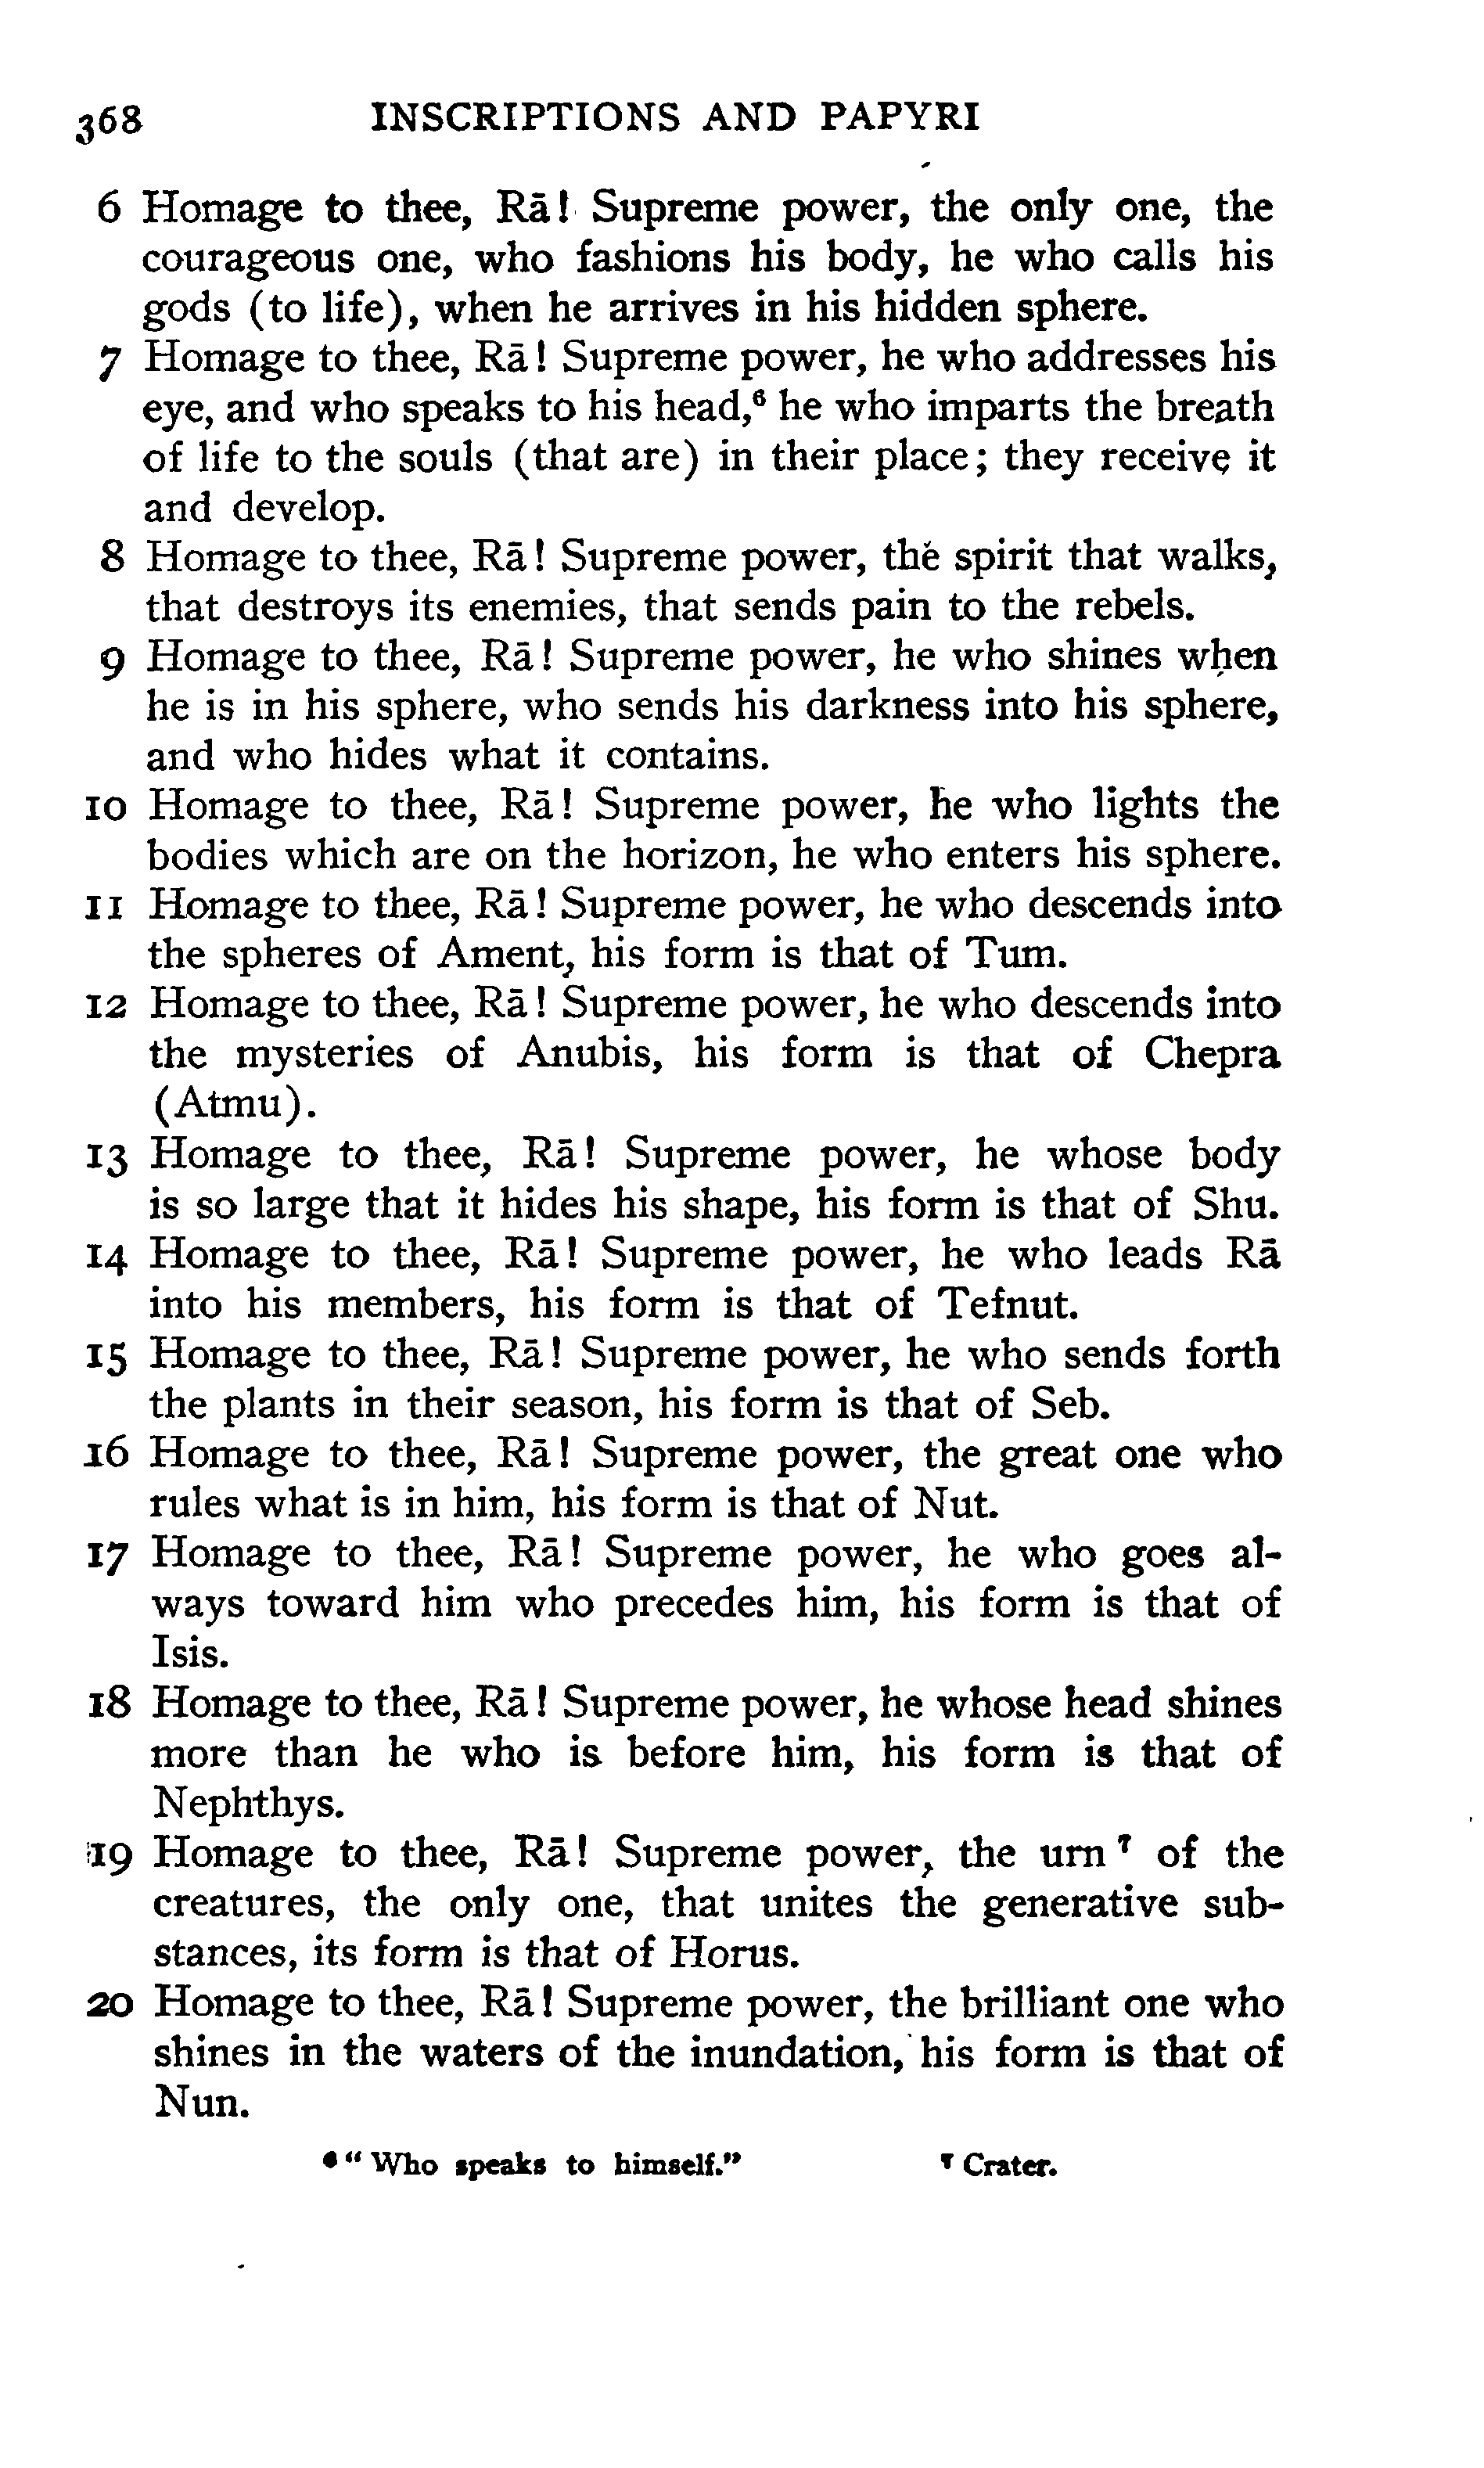 368 INSCRIPTIONS AND PAPYRI
6 Homage to thee, Rā! Supreme power, the only one, the
courageous one, who fashions his body, he who calls his
gods (to life), when he arrives in his hidden sphere.
7 Homage to thee, Rā! Supreme power, he who addresses his
eye, and who speaks to his head,⁶ he who imparts the breath
of life to the souls (that are) in their place; they receive it
and develop.
8 Homage to thee, Rā! Supreme power, the spirit that walks,
that destroys its enemies, that sends pain to the rebels.
9 Homage to thee, Rā! Supreme power, he who shines when
he is in his sphere, who sends his darkness into his sphere,
and who hides what it contains.
10 Homage to thee, Rā! Supreme power, he who lights the
bodies which are on the horizon, he who enters his sphere.
11 Homage to thee, Rā! Supreme power, he who descends into
the spheres of Ament, his form is that of Tum.
12 Homage to thee, Rā! Supreme power, he who descends into
the mysteries of Anubis, his form is that of Chepra
(Atmu).
13 Homage to thee, Rā! Supreme power, he whose body
is so large that it hides his shape, his form is that of Shu.
14 Homage to thee, Rā! Supreme power, he who leads Rā
into his members, his form is that of Tefnut.
15 Homage to thee, Rā! Supreme power, he who sends forth
the plants in their season, his form is that of Seb.
16 Homage to thee, Rā! Supreme power, the great one who
rules what is in him, his form is that of Nut.
17 Homage to thee, Rā! Supreme power, he who goes al-
ways toward him who precedes him, his form is that of
Isis.
18 Homage to thee, Rā! Supreme power, he whose head shines
more than he who is before him, his form is that of
Nephthys.
19 Homage to thee, Rā! Supreme power, the urn⁷ of the
creatures, the only one, that unites the generative sub-
stances, its form is that of Horus.
20 Homage to thee, Rā! Supreme power, the brilliant one who
shines in the waters of the inundation, his form is that of
Nun.
⁶ "Who speaks to himself." ⁷ Crater.